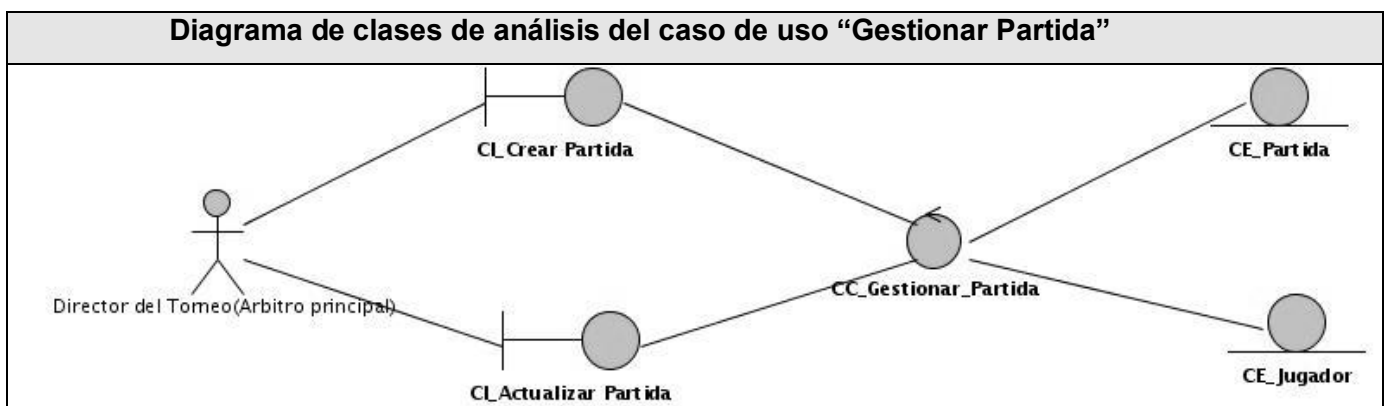 Diagrama de clases de análisis del caso de uso “Gestionar Partida”
CI_Crear Partida
CE_Partida
CC_Gestionar_Partida
Director del Torneo(Arbitro principal)
CI_Actualizar Partida
CE_Jugador